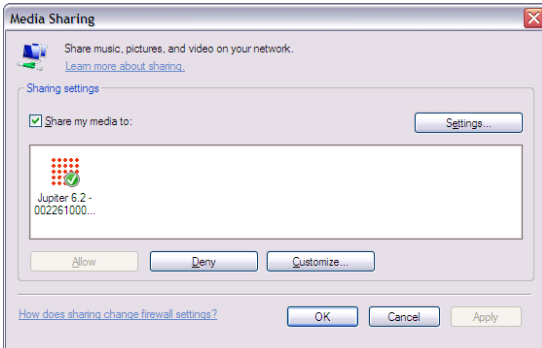 Media Sharing
Share music, pictures, and video on your network.
Learn more about sharing.
Sharing settings
Share my media to:
Settings...
Jupiter 6.2 -
002261000...
Allow
Deny
Customize...
How does sharing change firewall settings?
OK
Cancel
Apply